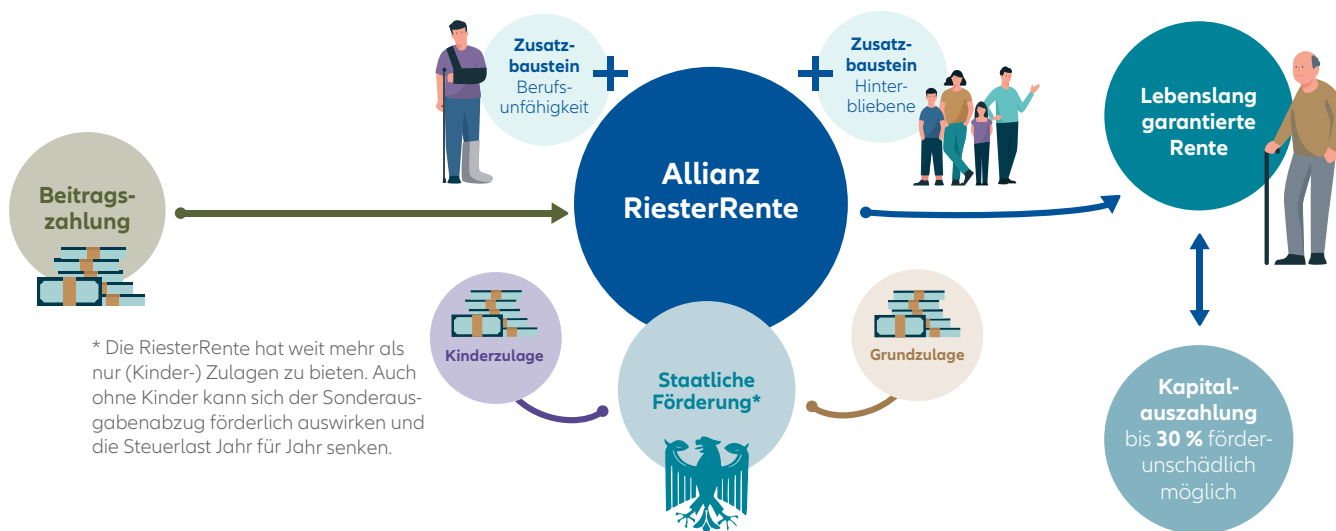 Zusatz-
baustein
Berufs-
unfähigkeit
Zusatz-
baustein
Hinter-
bliebene
Lebenslang
garantierte
Rente
Beitrags-
zahlung
Allianz
RiesterRente
Kinderzulage
Grundzulage
Staatliche
Förderung*
* Die RiesterRente hat weit mehr als
nur (Kinder-) Zulagen zu bieten. Auch
ohne Kinder kann sich der Sonderaus-
gabenabzug förderlich auswirken und
die Steuerlast Jahr für Jahr senken.
Kapital-
auszahlung
bis 30 % förder-
unschädlich
möglich